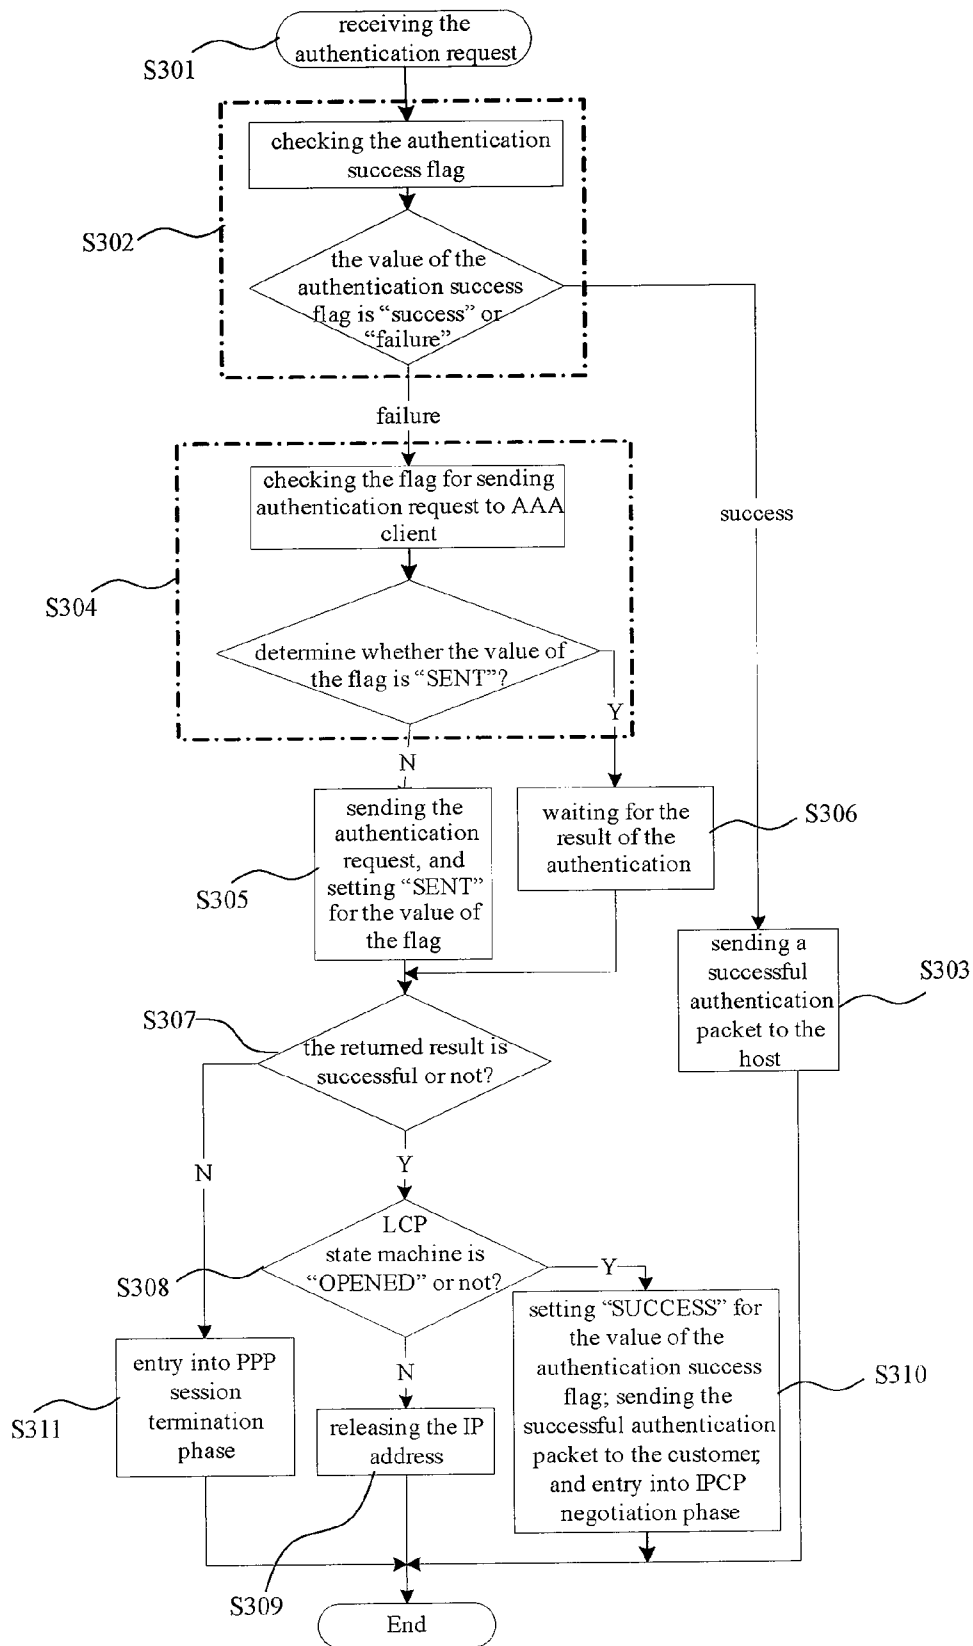 receiving the
authentication request
S301
checking the authentication
success flag
S302
the value of the
authentication success
flag is “success” or
“failure”
failure
success
checking the flag for sending
authentication request to AAA
client
S304
determine whether the value of
the flag is “SENT”?
Y
N
sending the
authentication
request, and
setting “SENT”
for the value of
the flag
S305
waiting for the
result of the
authentication
S306
sending a
successful
authentication
packet to the
host
S303
S307
the returned result is
successful or not?
N
Y
LCP
state machine is
“OPENED” or not?
S308
Y
N
setting “SUCCESS” for
the value of the
authentication success
flag; sending the
successful authentication
packet to the customer,
and entry into IPCP
negotiation phase
S310
entry into PPP
session
termination
phase
S311
releasing the IP
address
S309
End